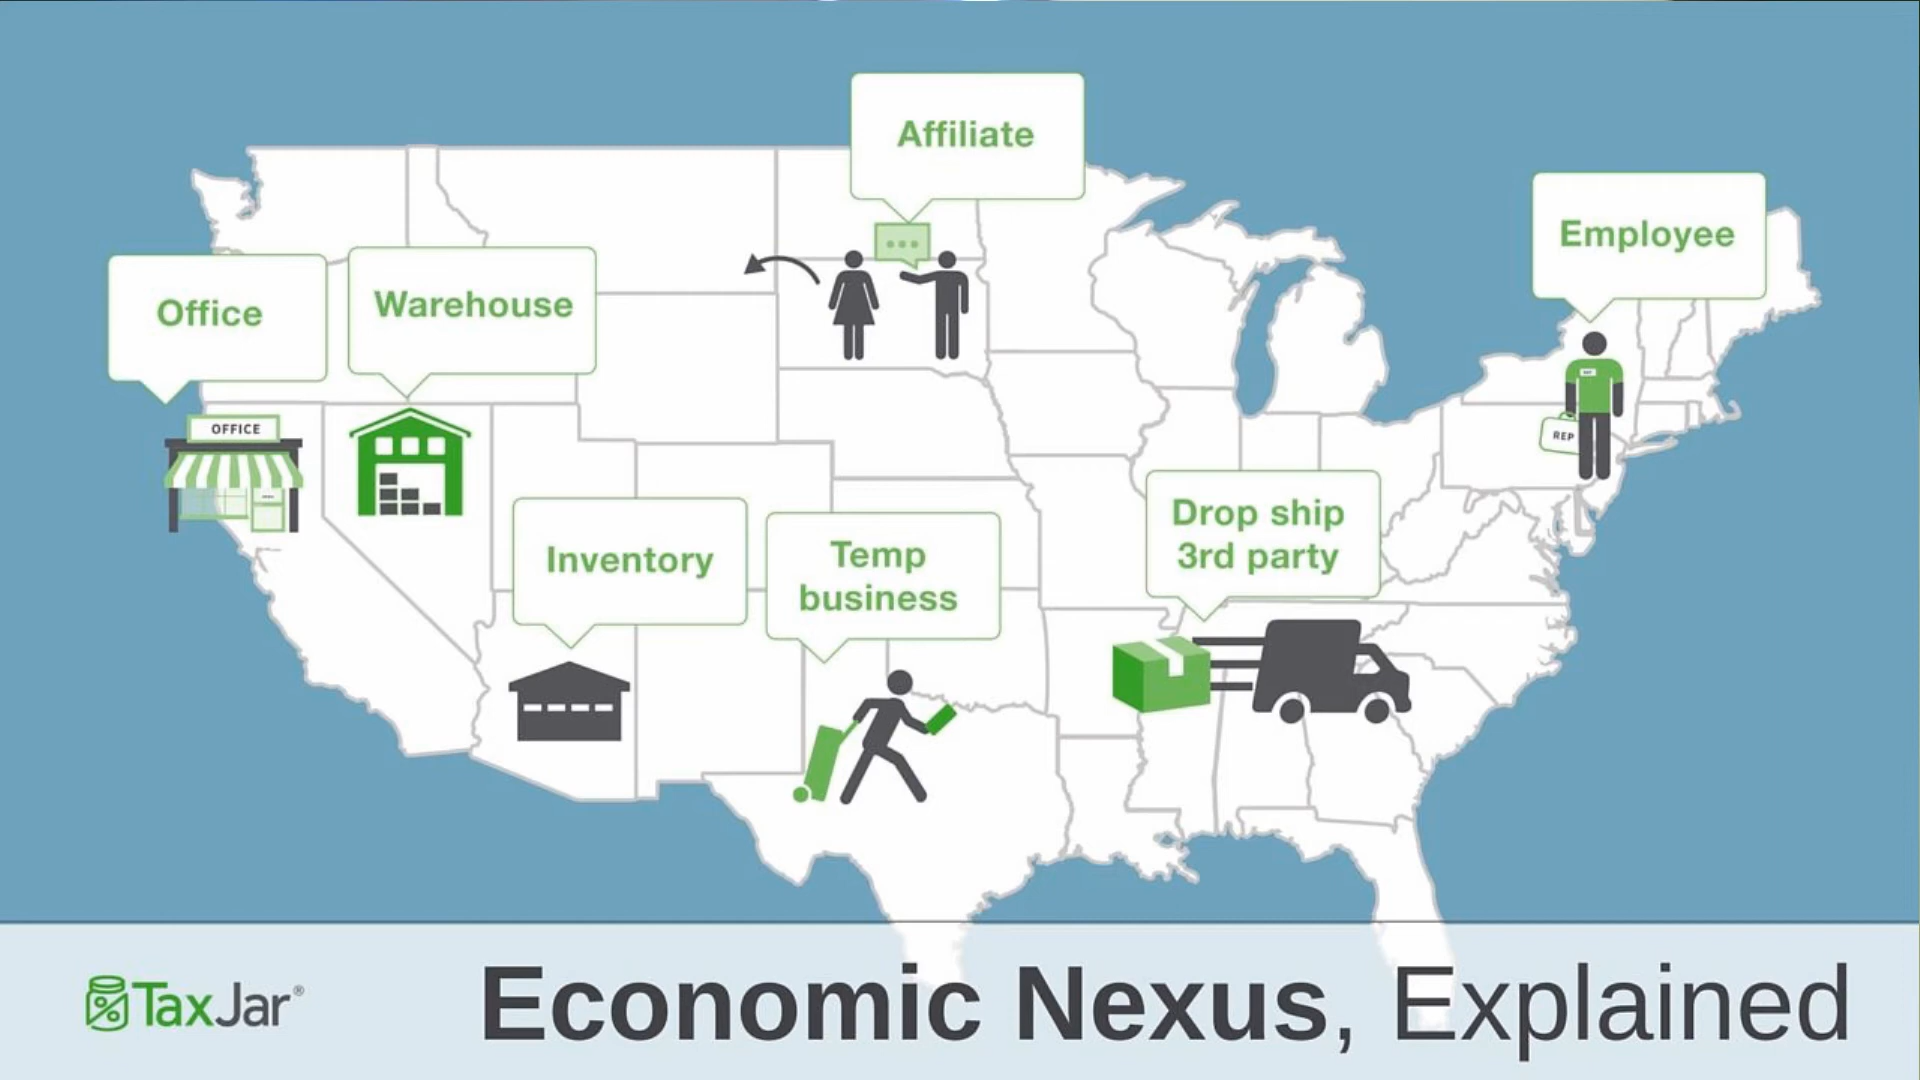 Affiliate
Employee
Office
Warehouse
OFFICE
REP
Inventory
Temp
business
Drop ship
3rd party
TaxJar®
Economic Nexus, Explained